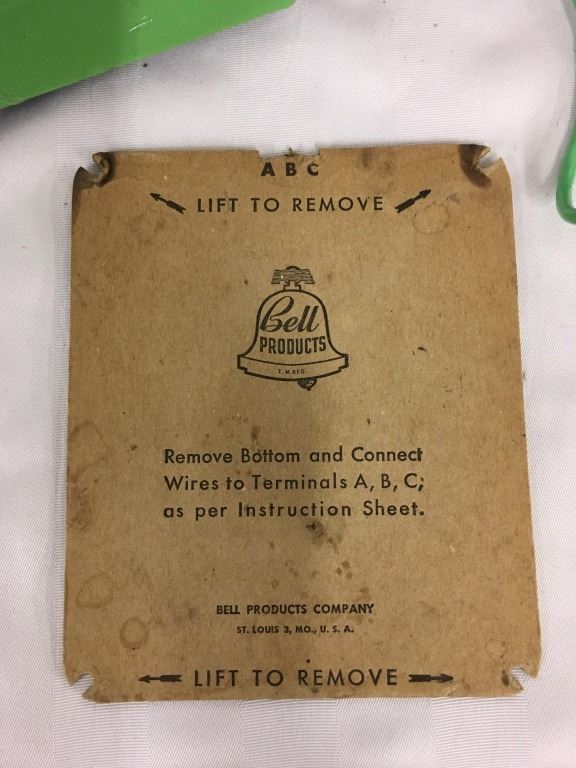 A B C
LIFT TO REMOVE
Bell
PRODUCTS
T.M.REG.
Remove Bottom and Connect
Wires to Terminals A, B, C;
as per Instruction Sheet.
BELL PRODUCTS COMPANY
ST. LOUIS 3, MO., U. S. A.
LIFT TO REMOVE